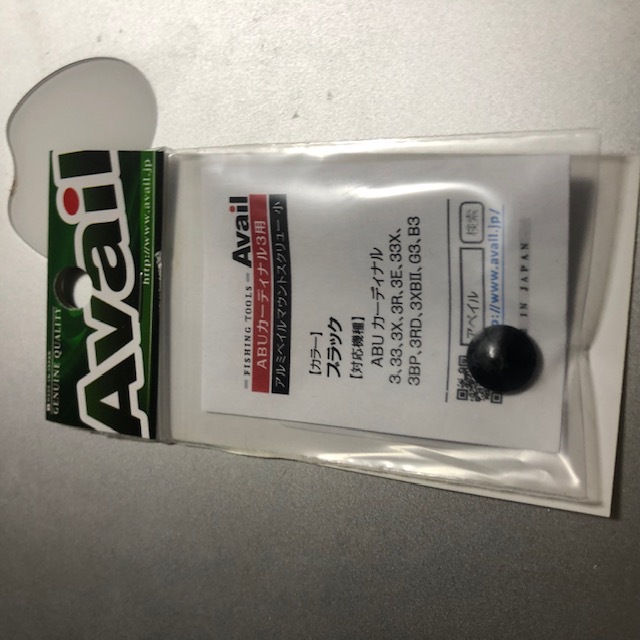 Avail
http://www.avail.jp
GENUINE QUALITY
FISHING TOOLS Avail
ABUカーディナル3用
アルミベイルマウントスクリュー小
【カラー】
ブラック
【対応機種】
ABU カーディナル
3、33、3X、3R、3E、33X、
3BP、3RD、3XBⅡ、G3、B3
アベイル 検索
www.avail.jp/
IN JAPAN